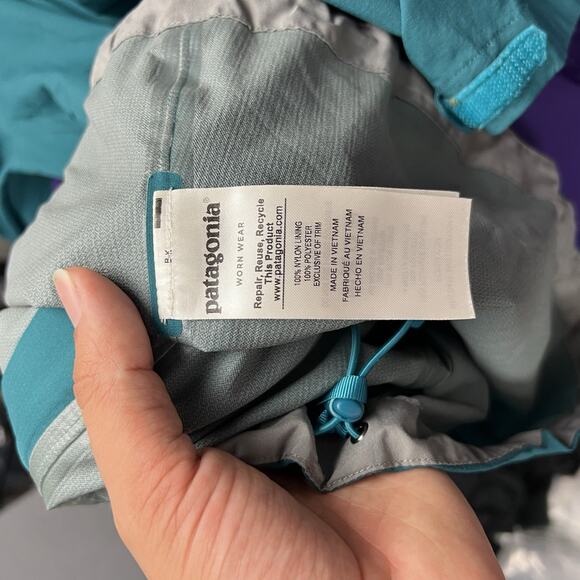 patagonia®
WORN WEAR
Repair, Reuse, Recycle
This Product
www.patagonia.com
100% NYLON LINING
100% POLYESTER
EXCLUSIVE OF TRIM
MADE IN VIETNAM
FABRIQUÉ AU VIETNAM
HECHO EN VIETNAM